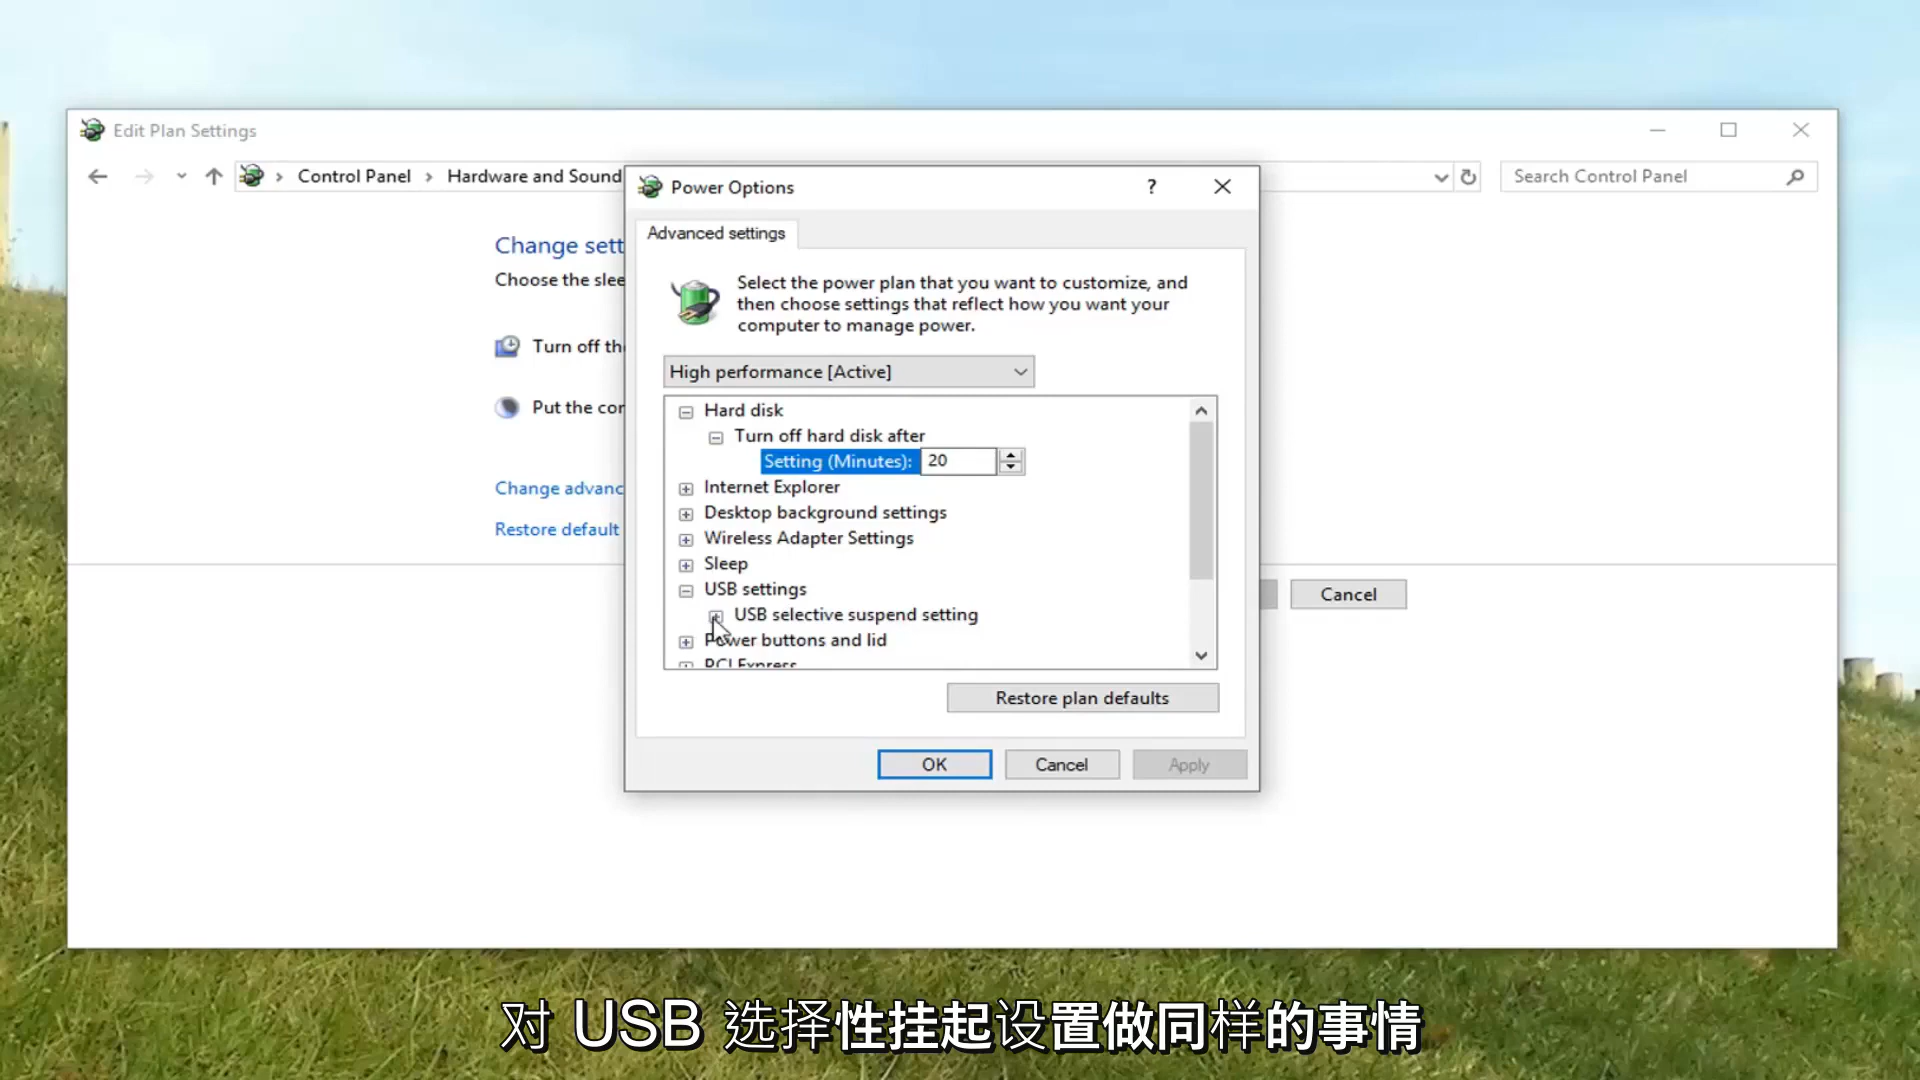 Edit Plan Settings
Control Panel
Hardware and Sound
Search Control Panel
Power Options
?
Advanced settings
Change sett
Choose the slee
Select the power plan that you want to customize, and
then choose settings that reflect how you want your
computer to manage power.
Turn off the
High performance [Active]
Put the cor
Hard disk
Turn off hard disk after
Setting (Minutes): 20
Internet Explorer
Change advanc
Desktop background settings
Restore default
Wireless Adapter Settings
Sleep
USB settings
Cancel
USB selective suspend setting
Power buttons and lid
PCI Express
Restore plan defaults
OK
Cancel
Apply
对 USB 选择性挂起设置做同样的事情